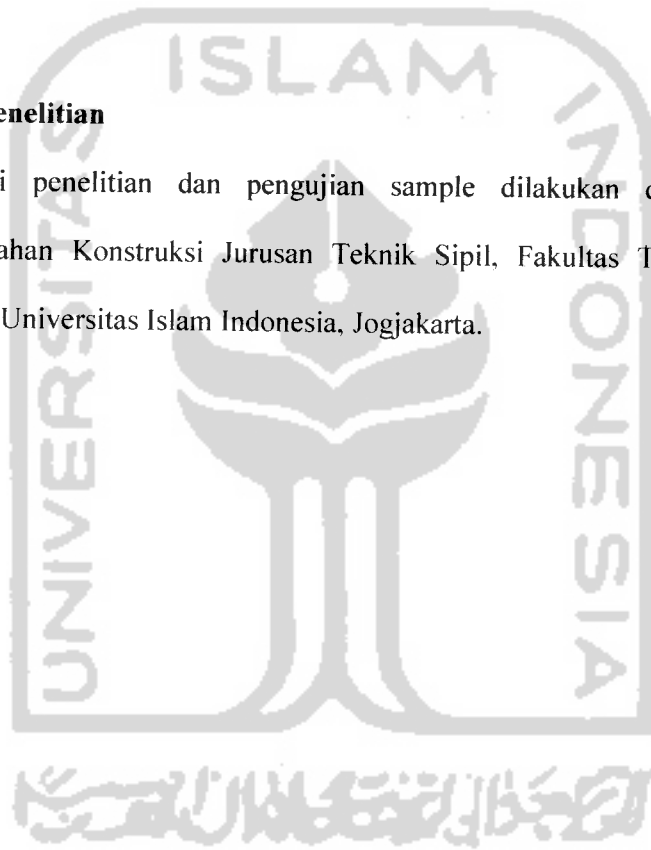 ISLAM
UNIVERSITAS
INDONESIA
enelitian
i penelitian dan pengujian sample dilakukan d
ahan Konstruksi Jurusan Teknik Sipil, Fakultas T
Universitas Islam Indonesia, Jogjakarta.